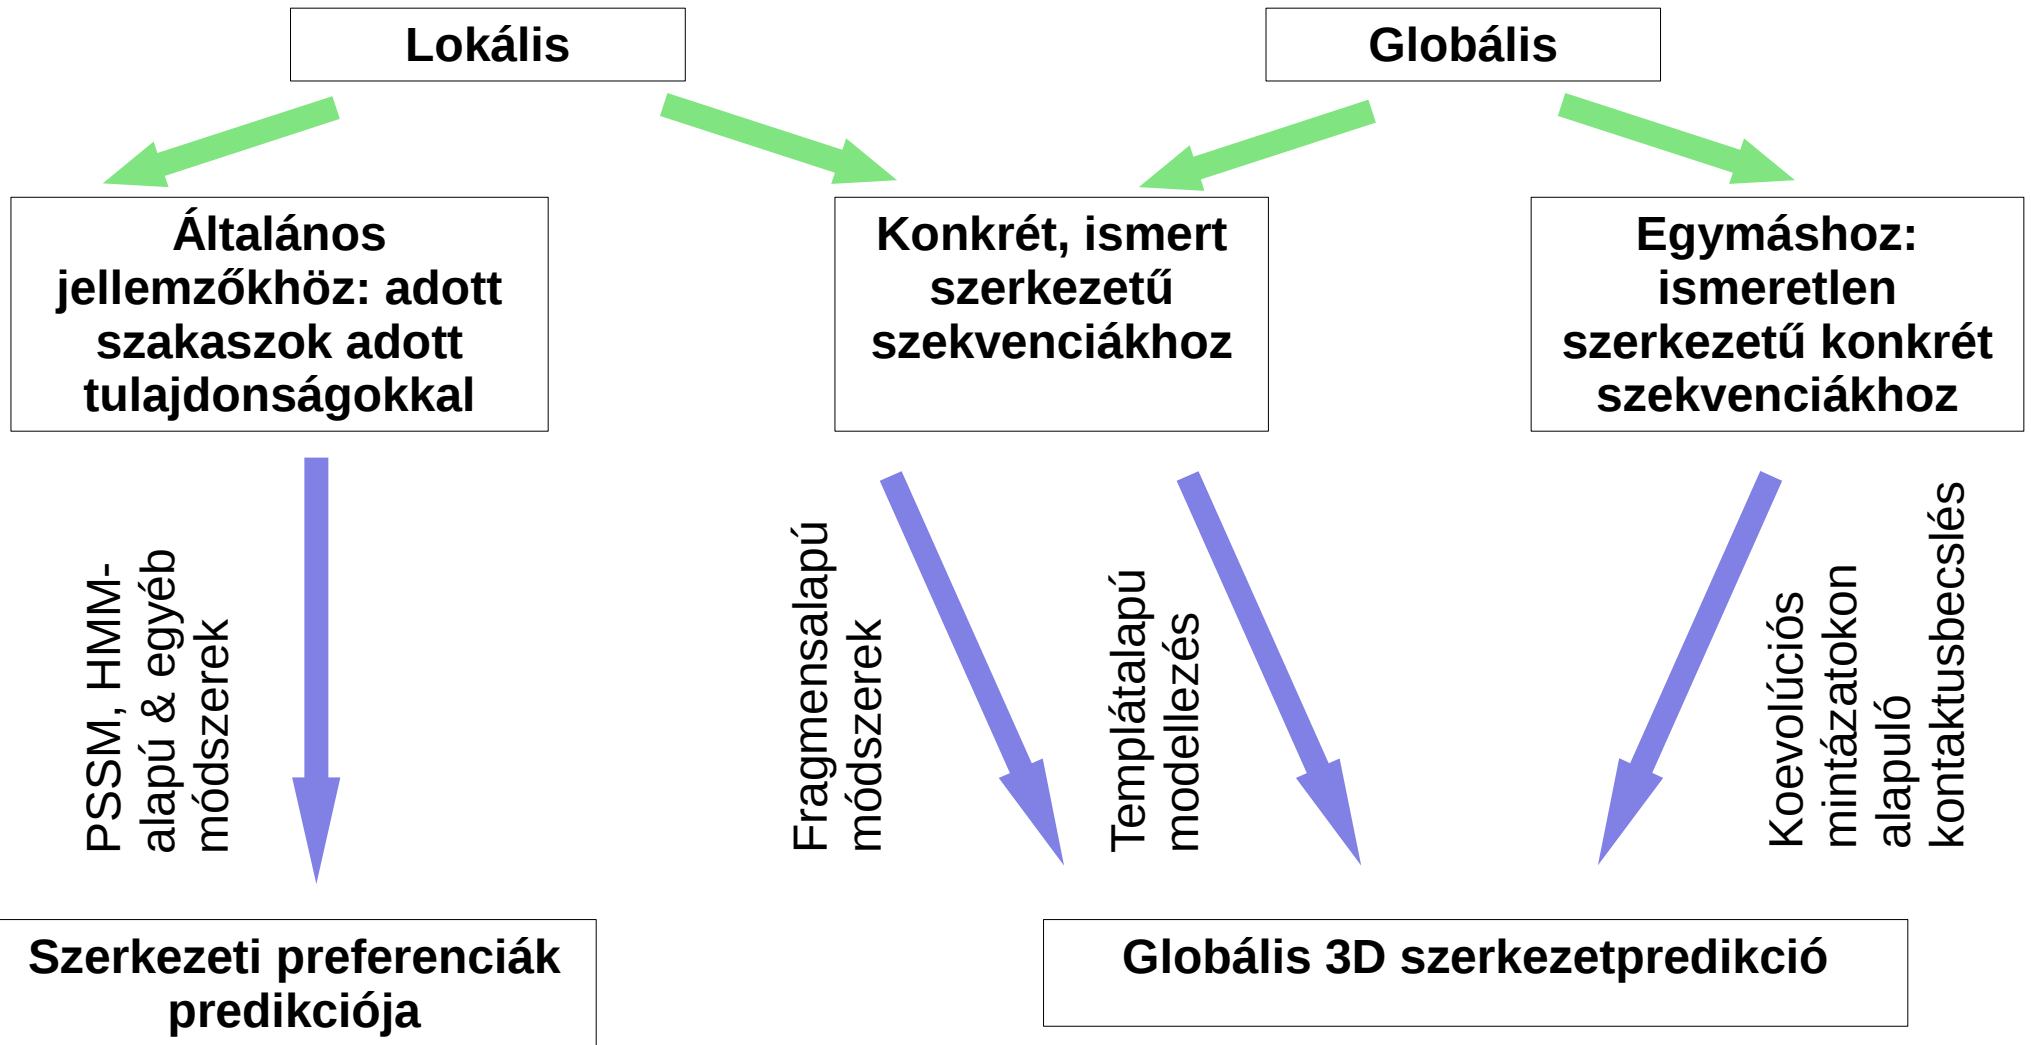 Lokális
Globális
Általános
jellemzőkhöz: adott
szakaszok adott
tulajdonságokkal
Konkrét, ismert
szerkezetű
szekvenciákhoz
Egymáshoz:
ismeretlen
szerkezetű konkrét
szekvenciákhoz
PSSM, HMM-
alapú & egyéb
módszerek
Fragmensalapú
módszerek
Templátalapú
modellezés
Koevolúciós
mintázatokon
alapuló
kontaktusbecslés
Szerkezeti preferenciák
predikciója
Globális 3D szerkezetpredikció